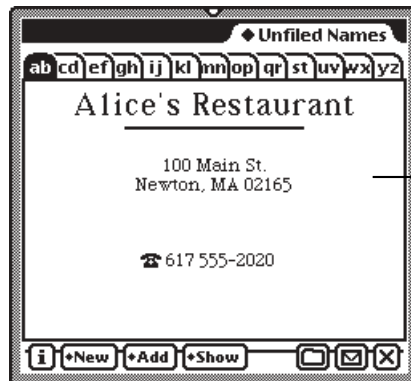 ◆ Unfiled Names
ab cd ef gh ij kl mn op qr st uv wx yz
Alice's Restaurant
100 Main St.
Newton, MA 02165
☎ 617 555-2020
i ◆New ◆Add ◆Show X